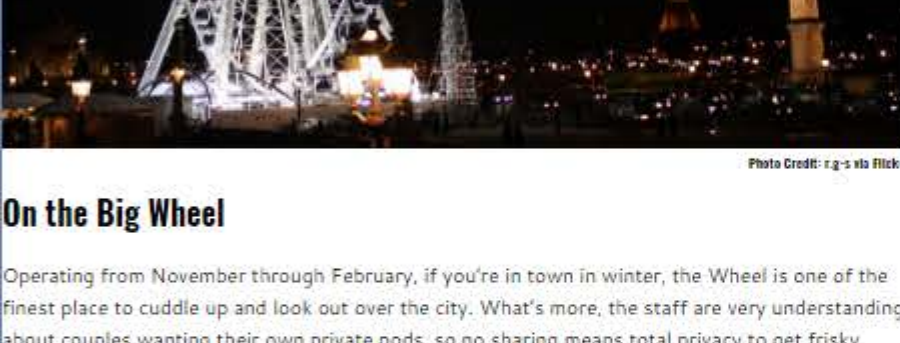 Photo Credit: r.g-s via Flick
On the Big Wheel
Operating from November through February, if you're in town in winter, the Wheel is one of the
finest place to cuddle up and look out over the city. What's more, the staff are very understanding
about couples wanting their own private pods, so no sharing means total privacy to get frisky